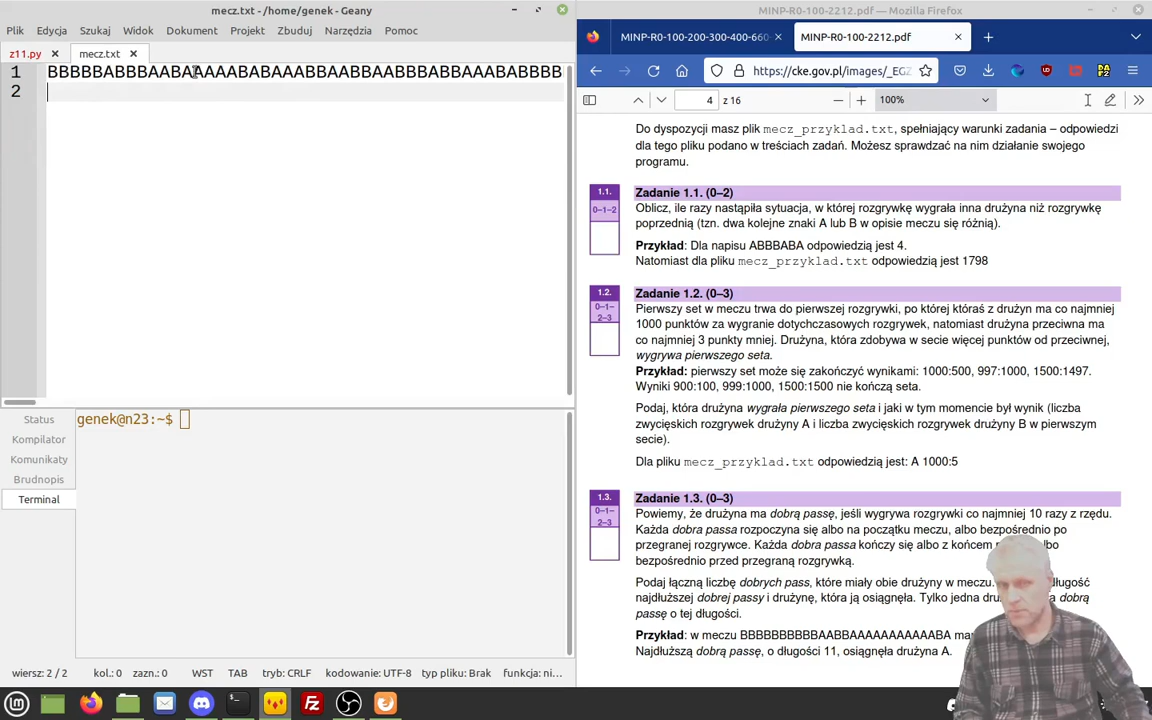 mecz.txt - /home/genek - Geany
MINP-R0-100-2212.pdf — Mozilla Firefox
Plik Edycja Szukaj Widok Dokument Projekt Zbuduj Narzędzia Pomoc
MINP-R0-100-200-300-400-660-
MINP-R0-100-2212.pdf
z11.py
mecz.txt
https://cke.gov.pl/images/_EGZ
4 z 16
100%
1 BBBBBABBBAABAAAAABABAAABBAABBAABBBABBAAABABBBB
2
Do dyspozycji masz plik mecz_przyklad.txt, spełniający warunki zadania – odpowiedzi
dla tego pliku podano w treściach zadań. Możesz sprawdzać na nim działanie swojego
programu.
1.1.
Zadanie 1.1. (0–2)
0–1–2
Oblicz, ile razy nastąpiła sytuacja, w której rozgrywkę wygrała inna drużyna niż rozgrywkę
poprzednią (tzn. dwa kolejne znaki A lub B w opisie meczu się różnią).
Przykład: Dla napisu ABBBABA odpowiedzią jest 4.
Natomiast dla pliku mecz_przyklad.txt odpowiedzią jest 1798
1.2.
Zadanie 1.2. (0–3)
0–1–
2–3
Pierwszy set w meczu trwa do pierwszej rozgrywki, po której któraś z drużyn ma co najmniej
1000 punktów za wygranie dotychczasowych rozgrywek, natomiast drużyna przeciwna ma
co najmniej 3 punkty mniej. Drużyna, która zdobywa w secie więcej punktów od przeciwnej,
wygrywa pierwszego seta.
Przykład: pierwszy set może się zakończyć wynikami: 1000:500, 997:1000, 1500:1497.
Wyniki 900:100, 999:1000, 1500:1500 nie kończą seta.
Podaj, która drużyna wygrała pierwszego seta i jaki w tym momencie był wynik (liczba
zwycięskich rozgrywek drużyny A i liczba zwycięskich rozgrywek drużyny B w pierwszym
secie).
Dla pliku mecz_przyklad.txt odpowiedzią jest: A 1000:5
1.3.
Zadanie 1.3. (0–3)
0–1–
2–3
Powiemy, że drużyna ma dobrą passę, jeśli wygrywa rozgrywki co najmniej 10 razy z rzędu.
Każda dobra passa rozpoczyna się albo na początku meczu, albo bezpośrednio po
przegranej rozgrywce. Każda dobra passa kończy się albo z końcem
bezpośrednio przed przegraną rozgrywką.
Podaj łączną liczbę dobrych pass, które miały obie drużyny w meczu.
najdłuższej dobrej passy i drużynę, która ją osiągnęła. Tylko jedna dobrą
passę o tej długości.
Przykład: w meczu BBBBBBBBBBAABBAAAAAAAAAAABA
Najdłuższą dobrą passę, o długości 11, osiągnęła drużyna A.
Status
Kompilator
Komunikaty
Brudnopis
Terminal
genek@n23:~$
wiersz: 2 / 2 kol.: 0 zazn.: 0 WST TAB tryb: CRLF kodowanie: UTF-8 typ pliku: Brak funkcja: ni...